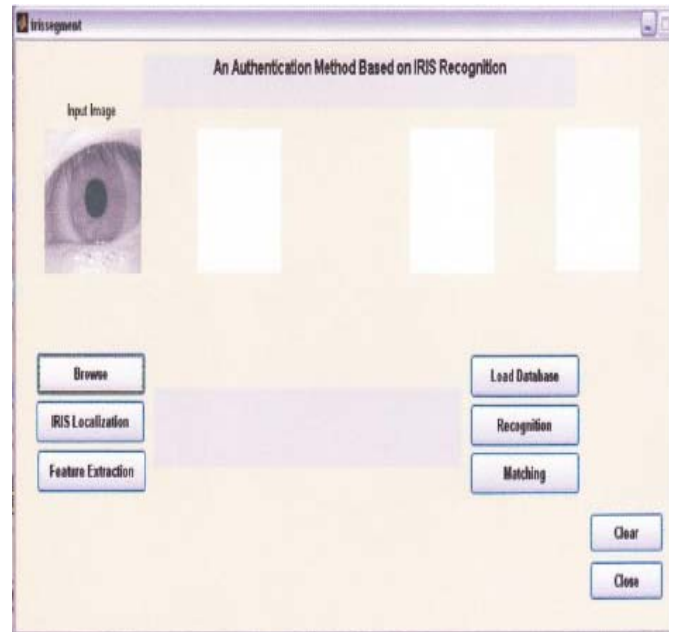 irissegment
An Authentication Method Based on IRIS Recognition
Input Image
Browse
IRIS Localization
Feature Extraction
Load Database
Recognition
Matching
Clear
Close